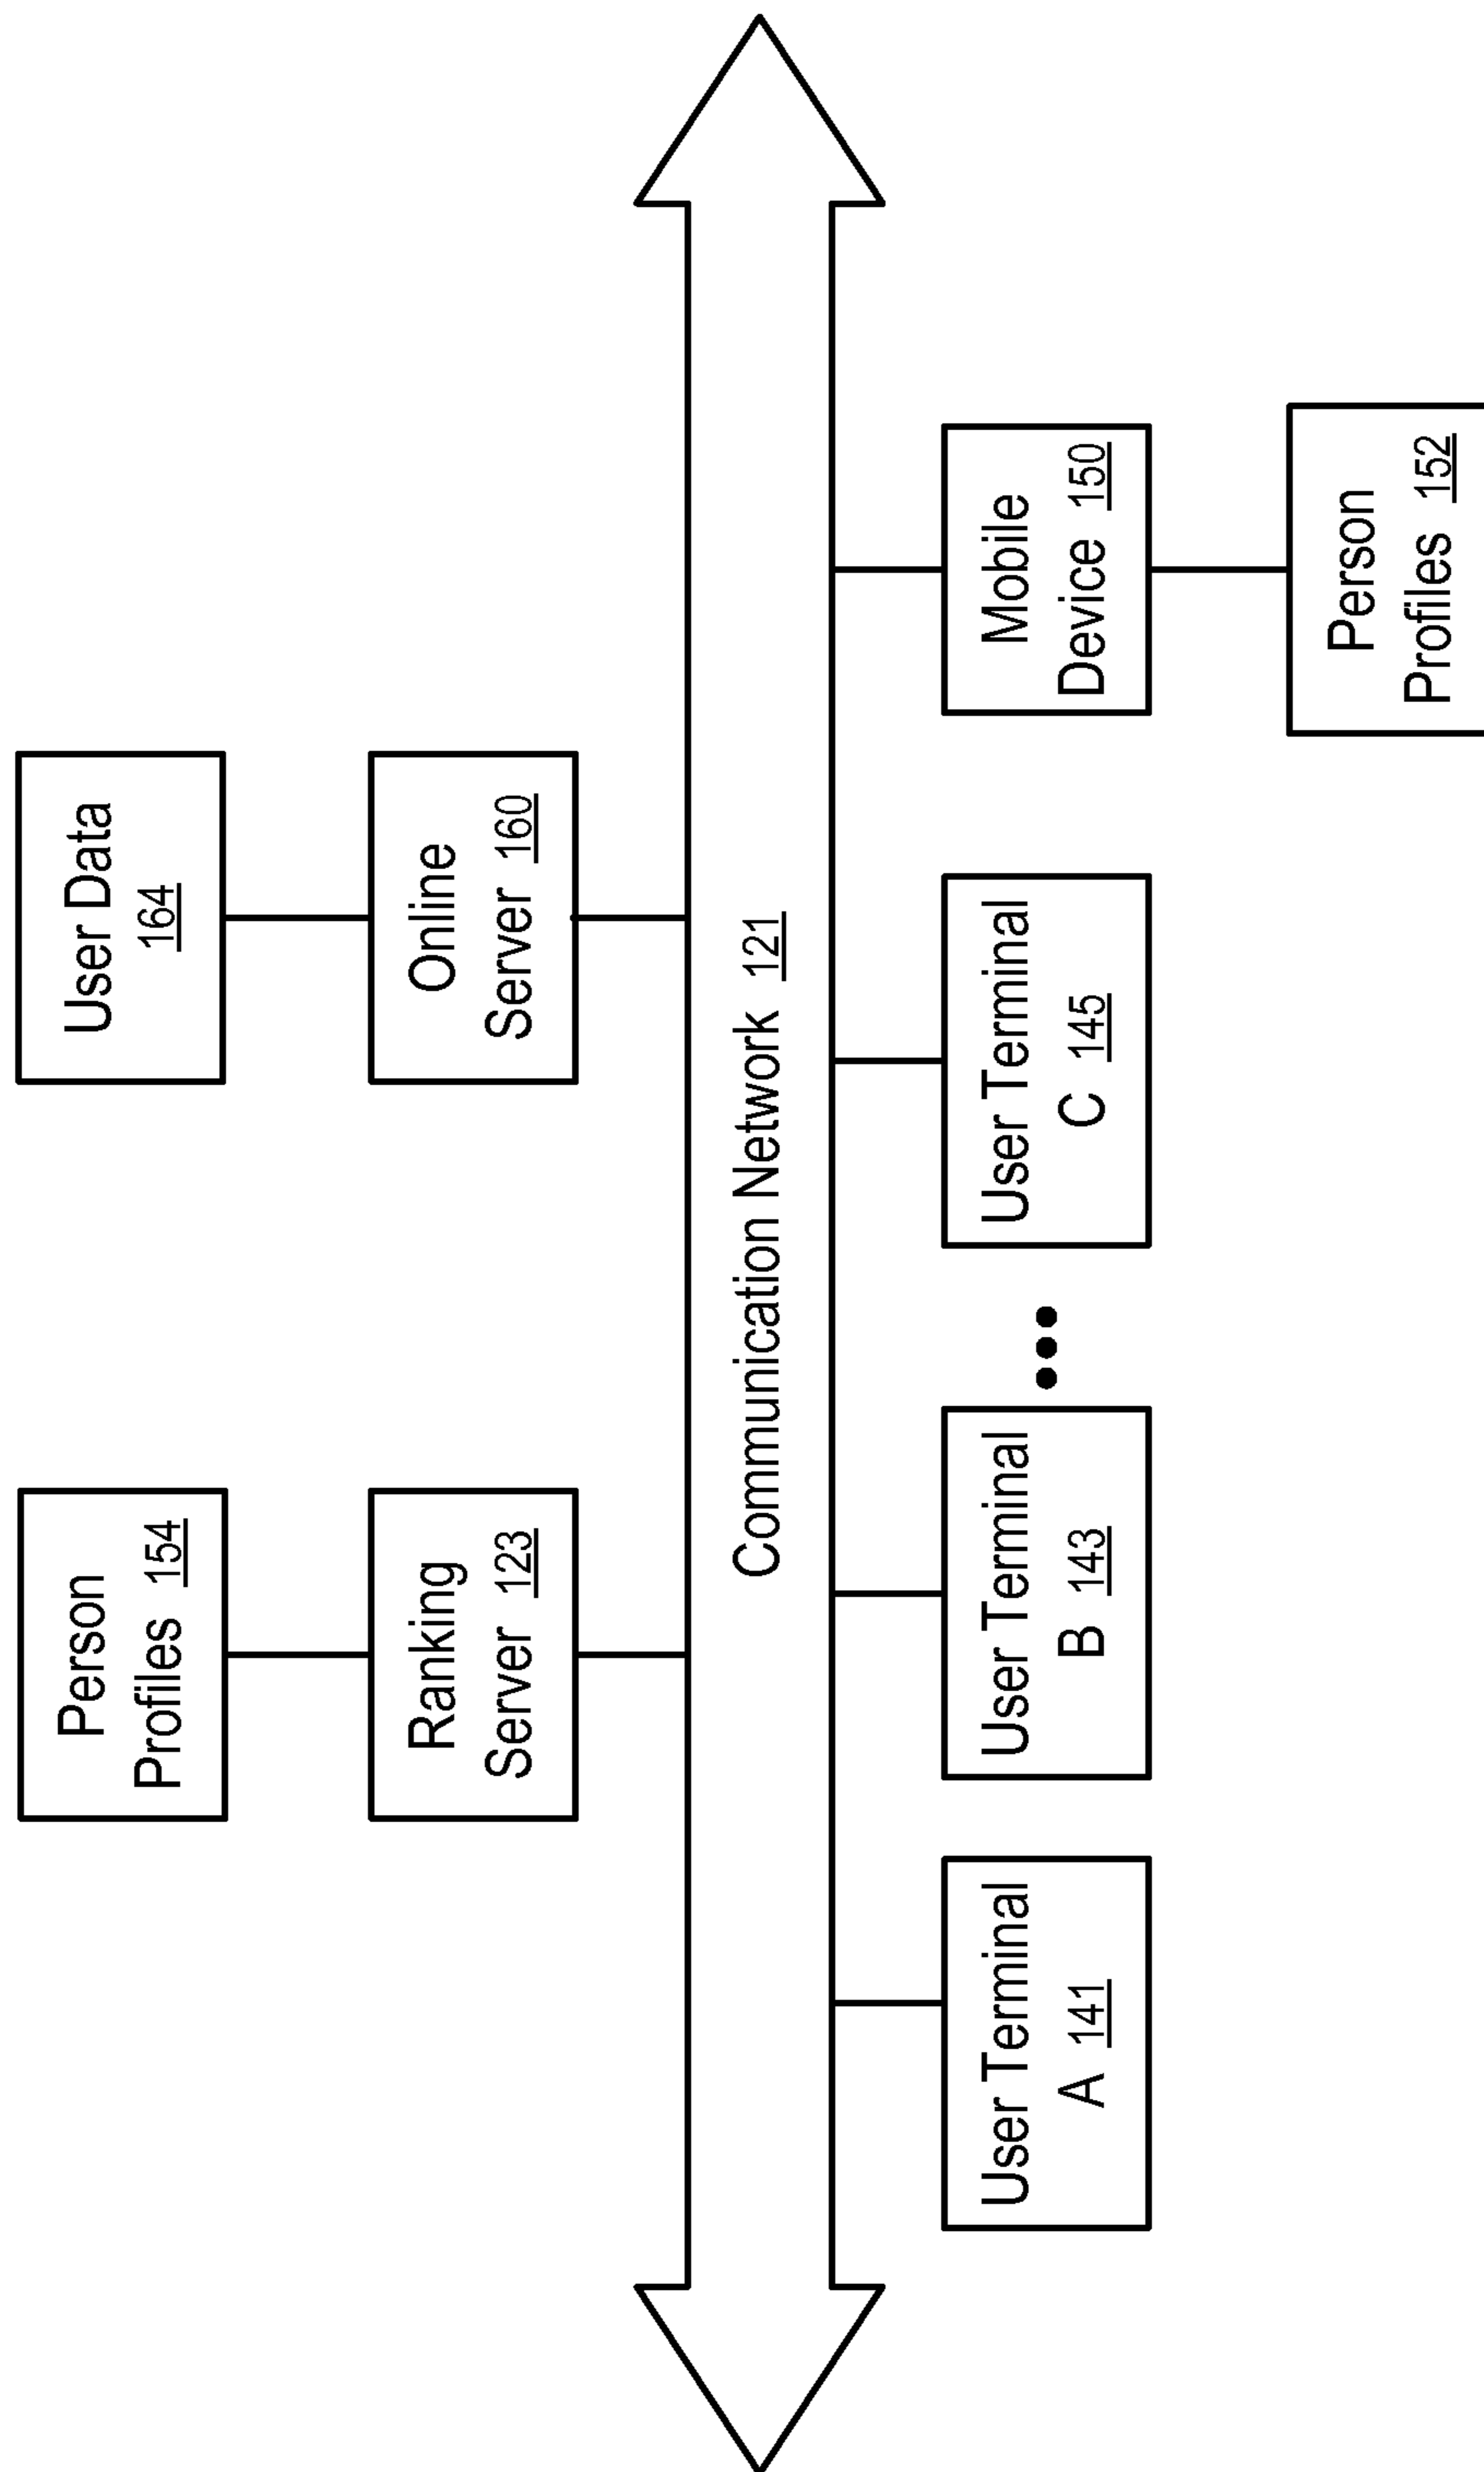 Person
Profiles 154
User Data
164
Ranking
Server 123
Online
Server 160
Communication Network 121
User Terminal
A 141
User Terminal
B 143
User Terminal
C 145
Mobile
Device 150
Person
Profiles 152